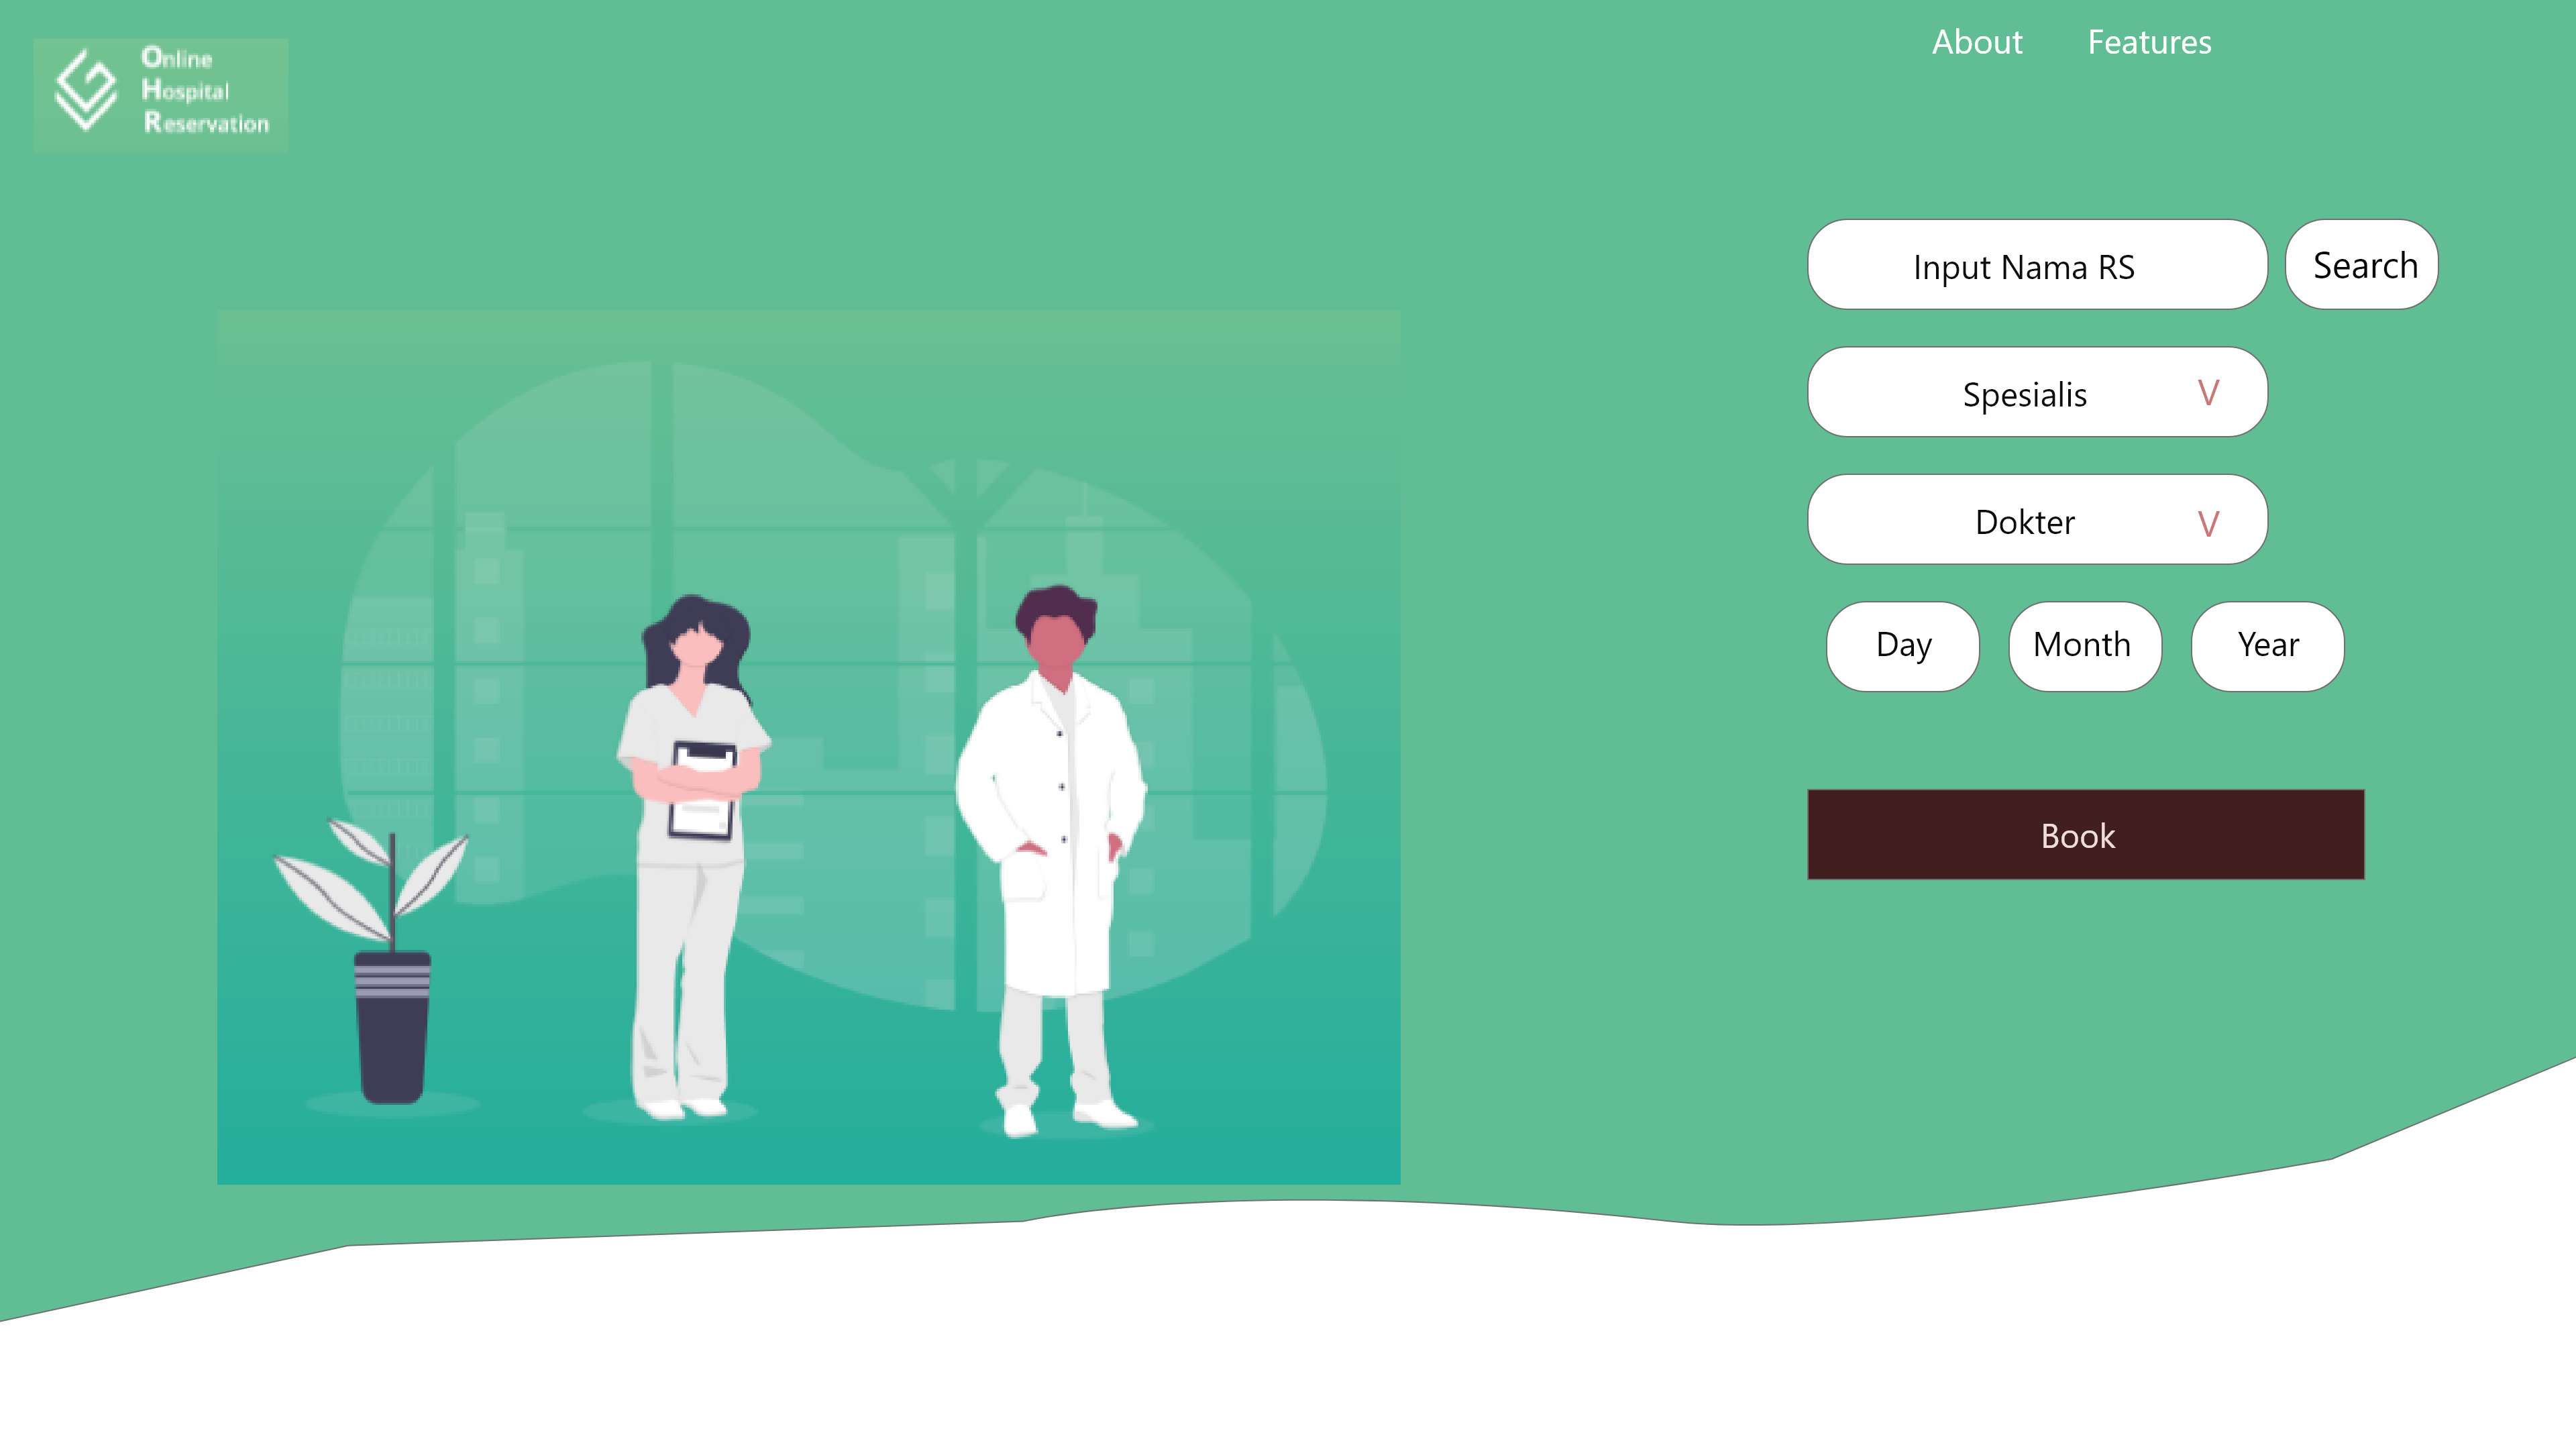 Online
Hospital
Reservation
About Features
Input Nama RS Search
Spesialis V
Dokter V
Day Month Year
Book